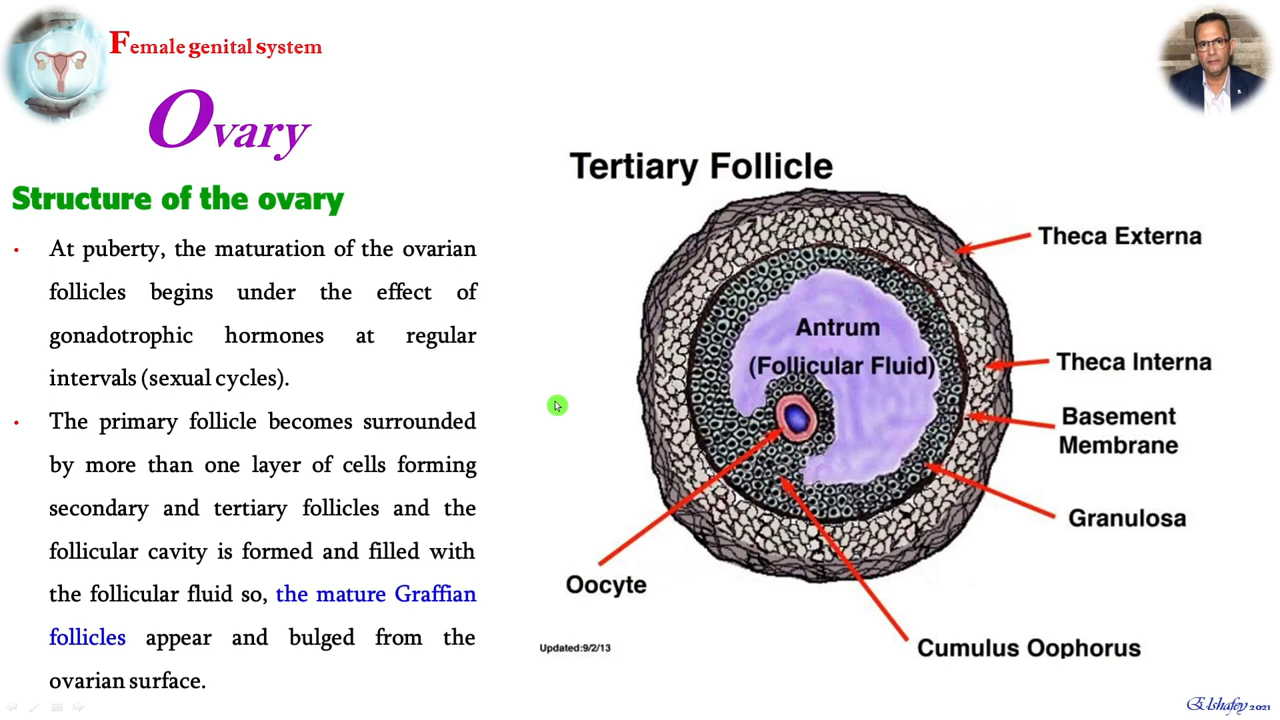 Female genital system
Ovary
Structure of the ovary
• At puberty, the maturation of the ovarian
follicles begins under the effect of
gonadotrophic hormones at regular
intervals (sexual cycles).
• The primary follicle becomes surrounded
by more than one layer of cells forming
secondary and tertiary follicles and the
follicular cavity is formed and filled with
the follicular fluid so, the mature Graffian
follicles appear and bulged from the
ovarian surface.
Tertiary Follicle
Theca Externa
Antrum
(Follicular Fluid)
Theca Interna
Basement
Membrane
Granulosa
Oocyte
Cumulus Oophorus
Updated:9/2/13
Elshafey 2021